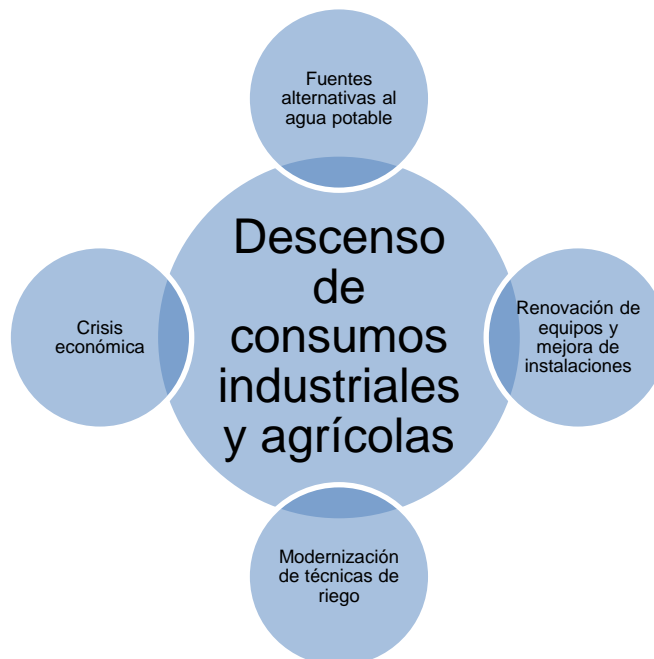 Fuentes
alternativas al
agua potable
Descenso
de
consumos
industriales
y agrícolas
Crisis
económica
Renovación de
equipos y
mejora de
instalaciones
Modernización
de técnicas de
riego